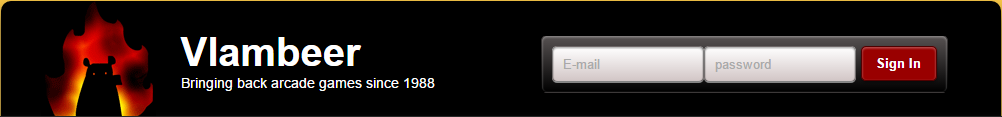 Vlambeer
Bringing back arcade games since 1988
E-mail
password
Sign In